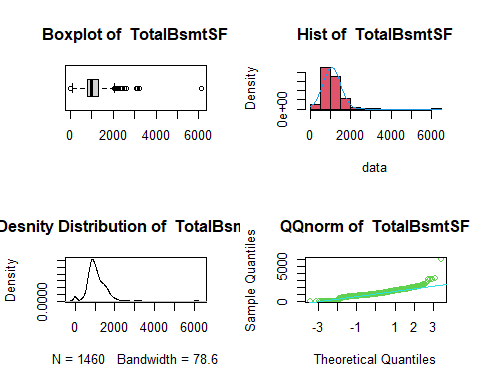 Boxplot of TotalBsmtSF
0 2000 4000 6000
Hist of TotalBsmtSF
Density
0e+00
0 2000 4000 6000
data
Desnity Distribution of TotalBsm
Density
0.0000
0 2000 4000 6000
N = 1460 Bandwidth = 78.6
QQnorm of TotalBsmtSF
Sample Quantiles
0 5000
-3 -1 1 2 3
Theoretical Quantiles